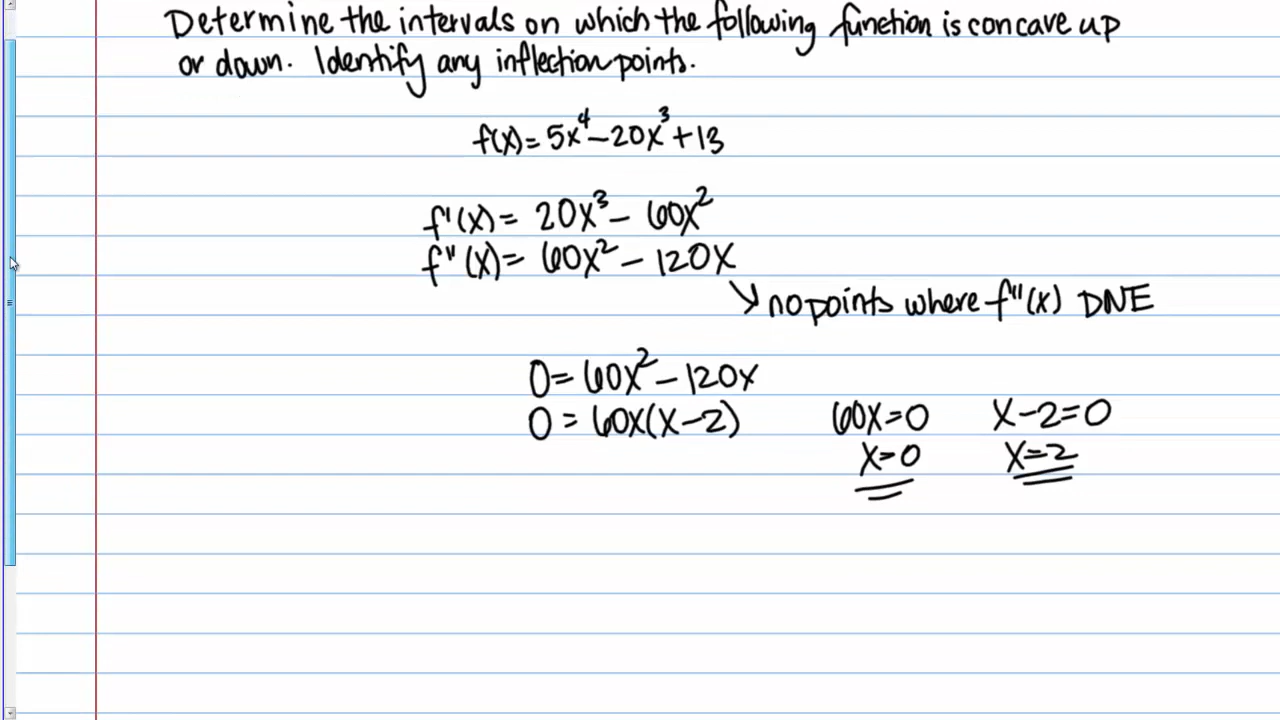 Determine the intervals on which the following function is concave up
or down. Identify any inflection points.
f(x) = 5x⁴ - 20x³ + 13
f'(x) = 20x³ - 60x²
f''(x) = 60x² - 120x
↘ no points where f''(x) DNE
0 = 60x² - 120x
0 = 60x(x - 2) 60x = 0 x - 2 = 0
x = 0 x = 2